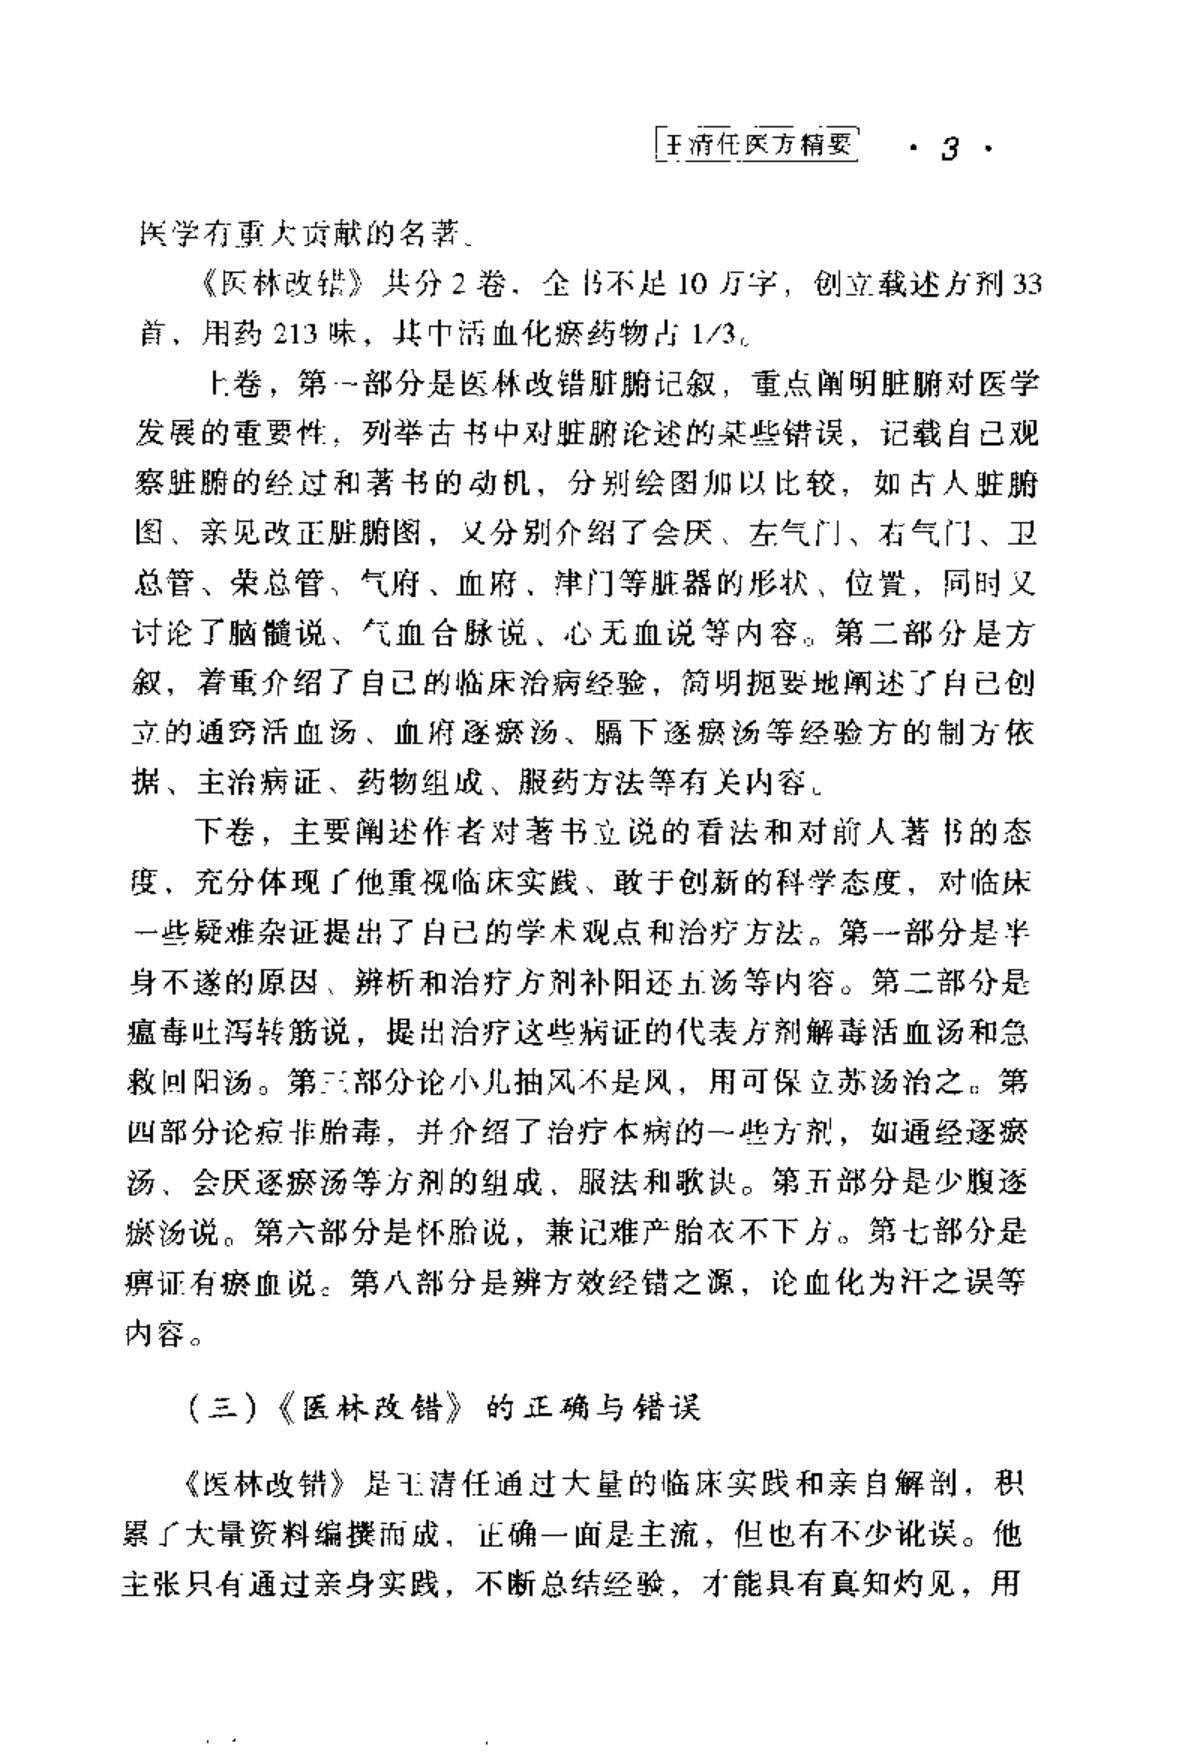 王清任医方精要 · 3 ·
医学有重大贡献的名著。
《医林改错》共分2卷，全书不足10万字，创立载述方剂33
首，用药213味，其中活血化瘀药物占1/3。
上卷，第一部分是医林改错脏腑记叙，重点阐明脏腑对医学
发展的重要性，列举古书中对脏腑论述的某些错误，记载自己观
察脏腑的经过和著书的动机，分别绘图加以比较，如古人脏腑
图、亲见改正脏腑图，又分别介绍了会厌、左气门、右气门、卫
总管、荣总管、气府、血府、津门等脏器的形状、位置，同时又
讨论了脑髓说、气血合脉说、心无血说等内容。第二部分是方
叙，着重介绍了自己的临床治病经验，简明扼要地阐述了自己创
立的通窍活血汤、血府逐瘀汤、膈下逐瘀汤等经验方的制方依
据、主治病证、药物组成、服药方法等有关内容。
下卷，主要阐述作者对著书立说的看法和对前人著书的态
度，充分体现了他重视临床实践、敢于创新的科学态度，对临床
一些疑难杂证提出了自己的学术观点和治疗方法。第一部分是半
身不遂的原因、辨析和治疗方剂补阳还五汤等内容。第二部分是
瘟毒吐泻转筋说，提出治疗这些病证的代表方剂解毒活血汤和急
救回阳汤。第三部分论小儿抽风不是风，用可保立苏汤治之。第
四部分论痘非胎毒，并介绍了治疗本病的一些方剂，如通经逐瘀
汤、会厌逐瘀汤等方剂的组成、服法和歌诀。第五部分是少腹逐
瘀汤说。第六部分是怀胎说，兼记难产胎衣不下方。第七部分是
痹证有瘀血说。第八部分是辨方效经错之源，论血化为汗之误等
内容。
（三）《医林改错》的正确与错误
《医林改错》是王清任通过大量的临床实践和亲自解剖，积
累了大量资料编撰而成，正确一面是主流，但也有不少讹误。他
主张只有通过亲身实践，不断总结经验，才能具有真知灼见，用